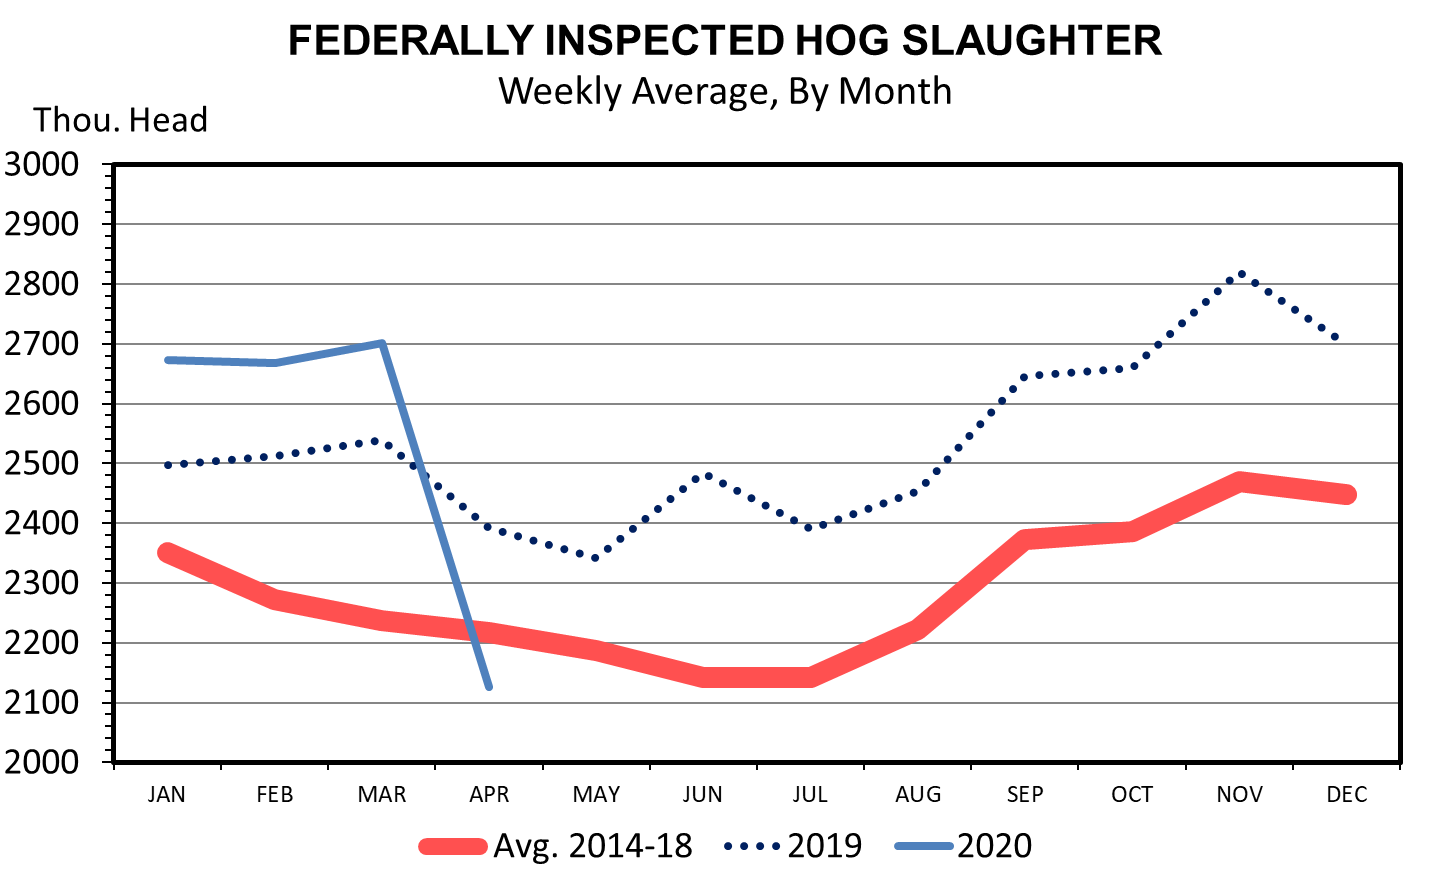 FEDERALLY INSPECTED HOG SLAUGHTER
Weekly Average, By Month
Thou. Head
3000
2900
2800
2700
2600
2500
2400
2300
2200
2100
2000
JAN FEB MAR APR MAY JUN JUL AUG SEP OCT NOV DEC
Avg. 2014-18 2019 2020